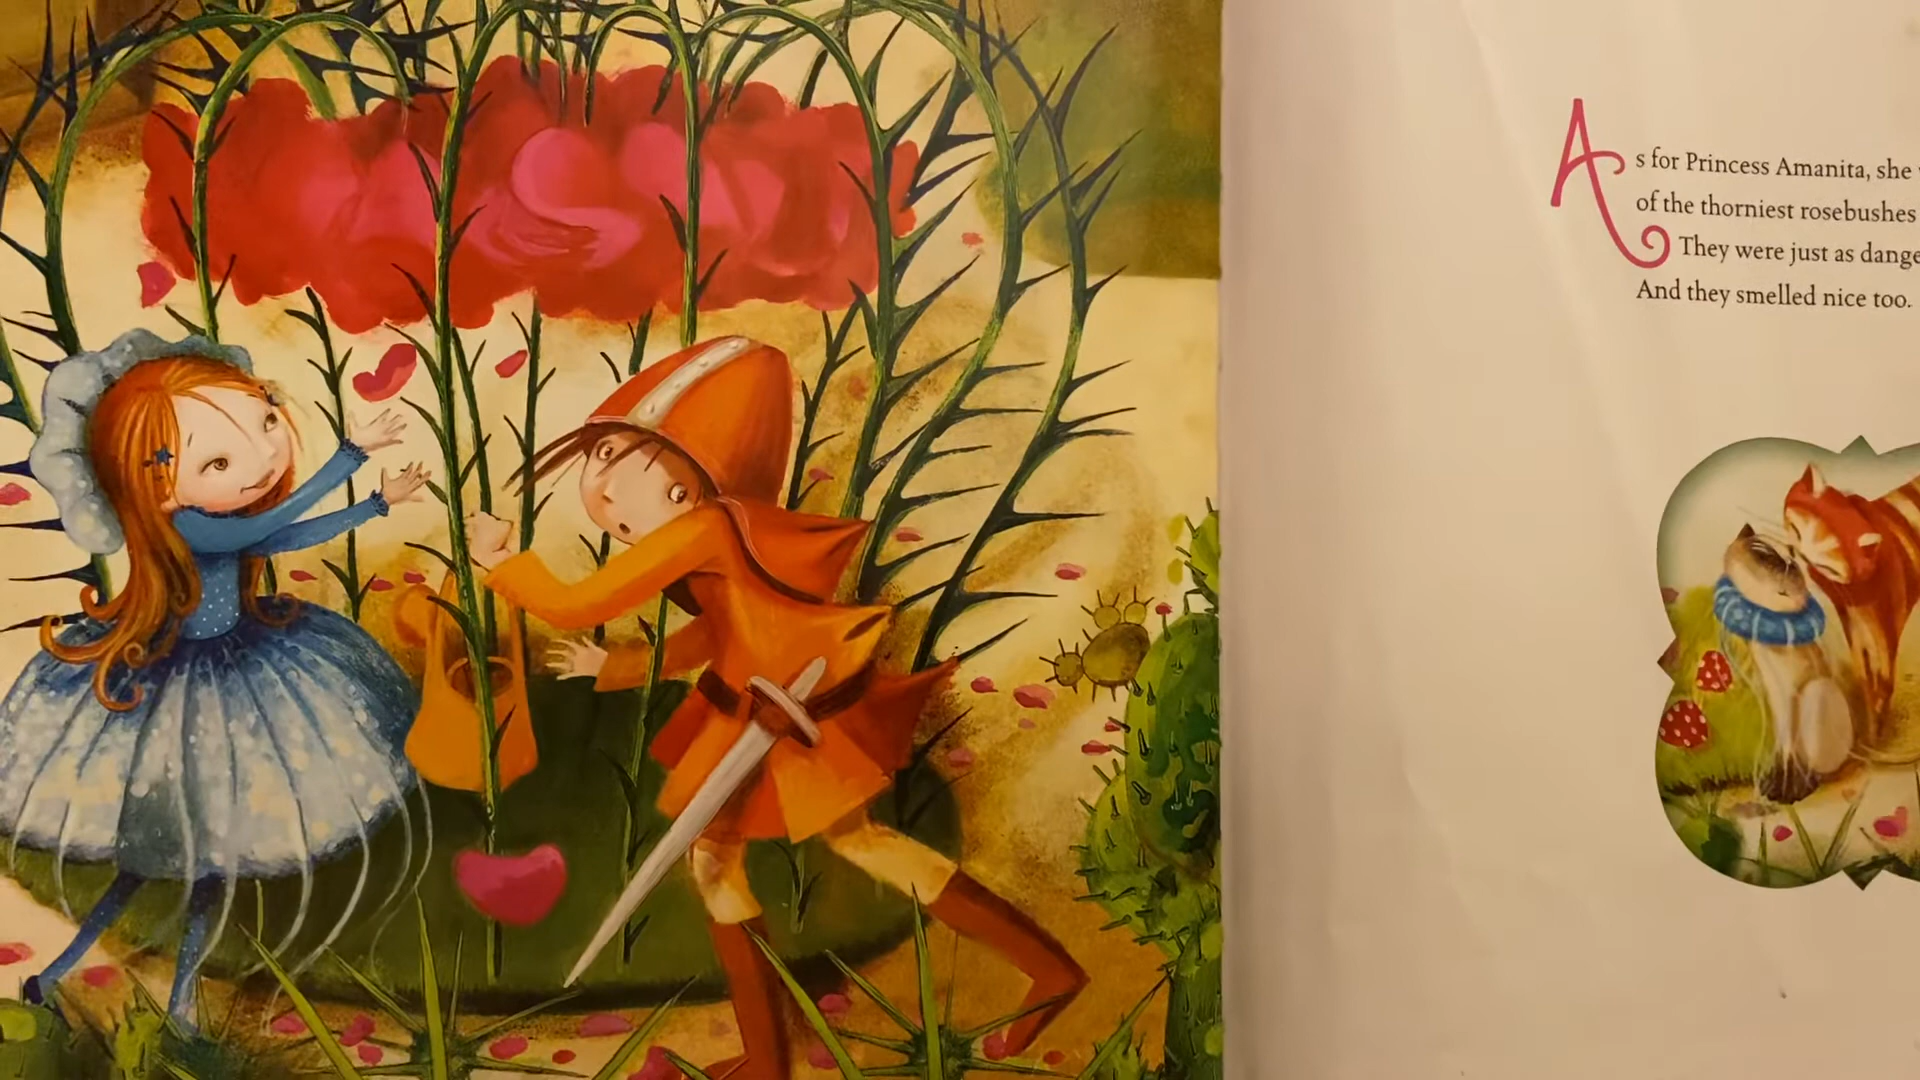 As for Princess Amanita, she
of the thorniest rosebushes
They were just as
And they smelled nice too.